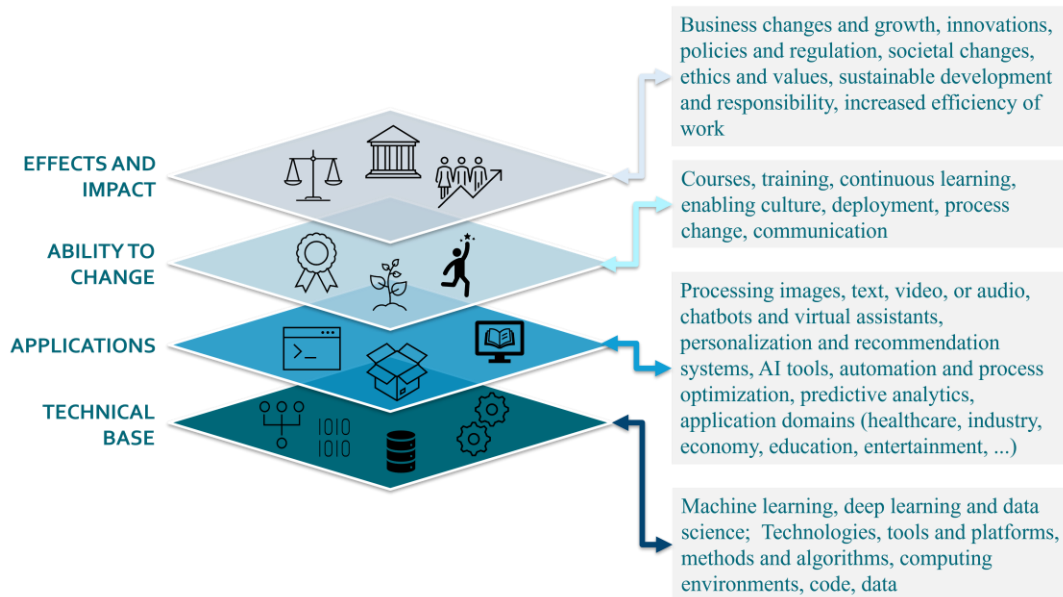 Business changes and growth, innovations,
policies and regulation, societal changes,
ethics and values, sustainable development
and responsibility, increased efficiency of
work
EFFECTS AND
IMPACT
Courses, training, continuous learning,
enabling culture, deployment, process
change, communication
ABILITY TO
CHANGE
Processing images, text, video, or audio,
chatbots and virtual assistants,
personalization and recommendation
systems, AI tools, automation and process
optimization, predictive analytics,
application domains (healthcare, industry,
economy, education, entertainment, ...)
APPLICATIONS
>_
TECHNICAL
BASE
1010
1010
Machine learning, deep learning and data
science;  Technologies, tools and platforms,
methods and algorithms, computing
environments, code, data